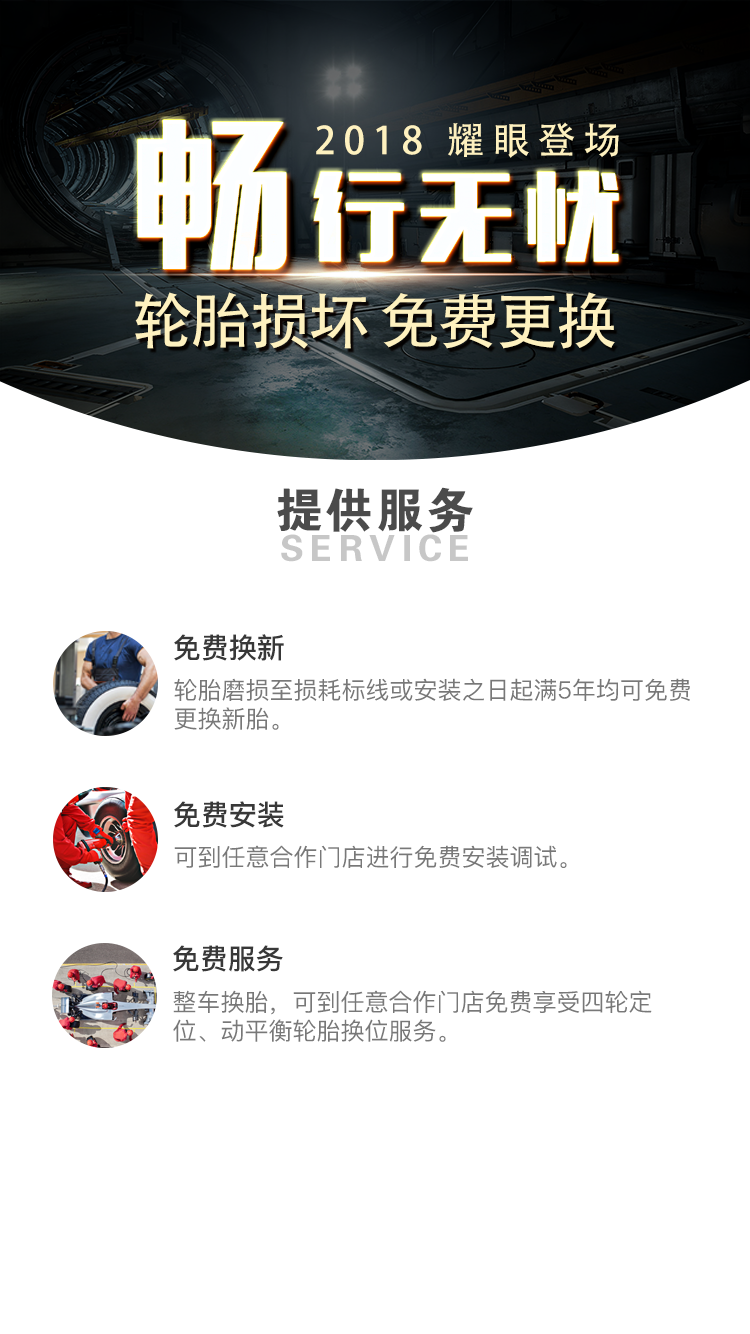 2018 耀眼登场
畅行无忧
轮胎损坏 免费更换
提供服务
SERVICE
免费换新
轮胎磨损至损耗标线或安装之日起满5年均可免费
更换新胎。
免费安装
可到任意合作门店进行免费安装调试。
免费服务
整车换胎，可到任意合作门店免费享受四轮定
位、动平衡轮胎换位服务。